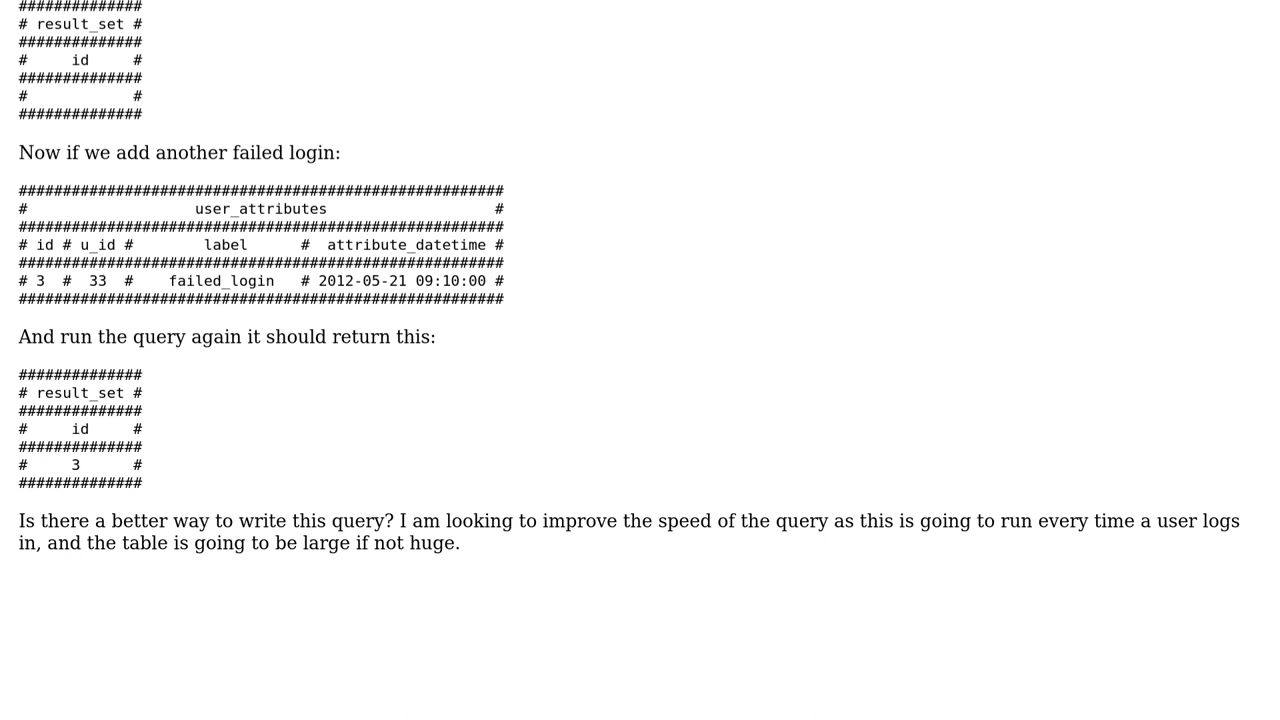 ##############
# result_set #
##############
#     id     #
##############
#            #
##############
Now if we add another failed login:
#######################################################
#                   user_attributes                   #
#######################################################
# id # u_id #        label      #  attribute_datetime #
#######################################################
# 3  #  33  #    failed_login   # 2012-05-21 09:10:00 #
#######################################################
And run the query again it should return this:
##############
# result_set #
##############
#     id     #
##############
#     3      #
##############
Is there a better way to write this query? I am looking to improve the speed of the query as this is going to run every time a user logs
in, and the table is going to be large if not huge.